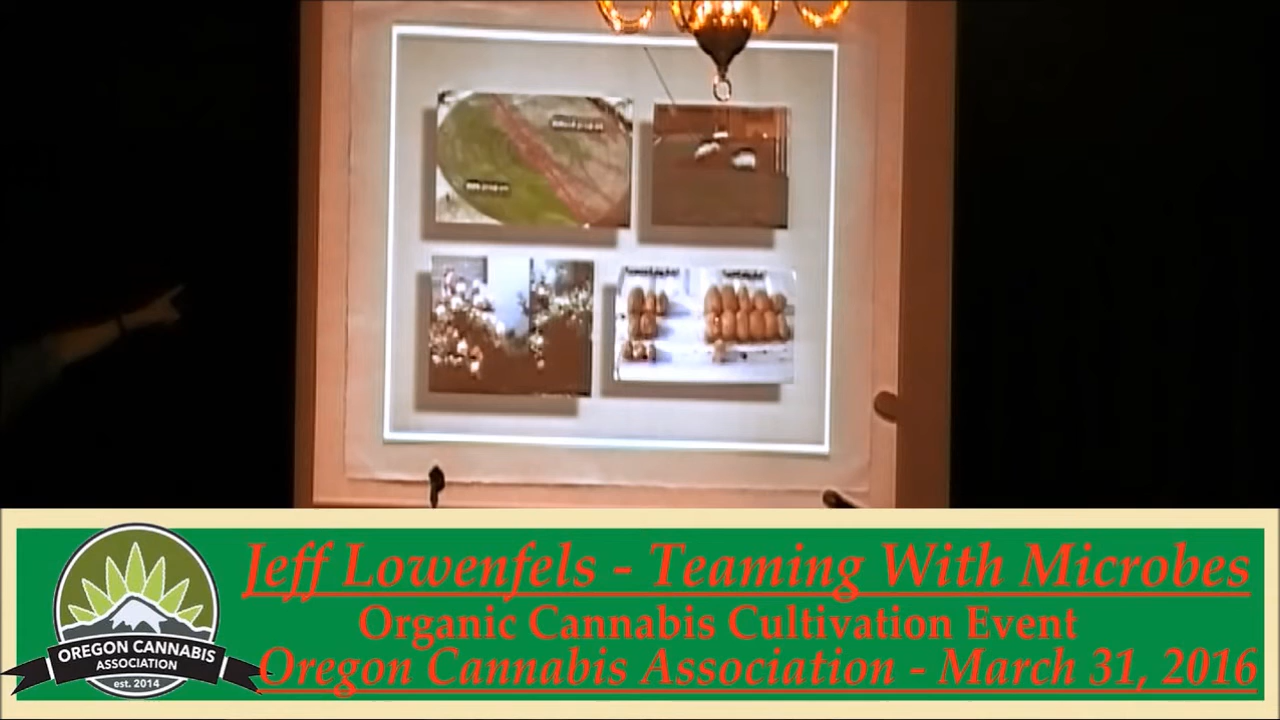 Jeff Lowenfels - Teaming With Microbes
Organic Cannabis Cultivation Event
Oregon Cannabis Association - March 31, 2016
OREGON CANNABIS
ASSOCIATION
est. 2014